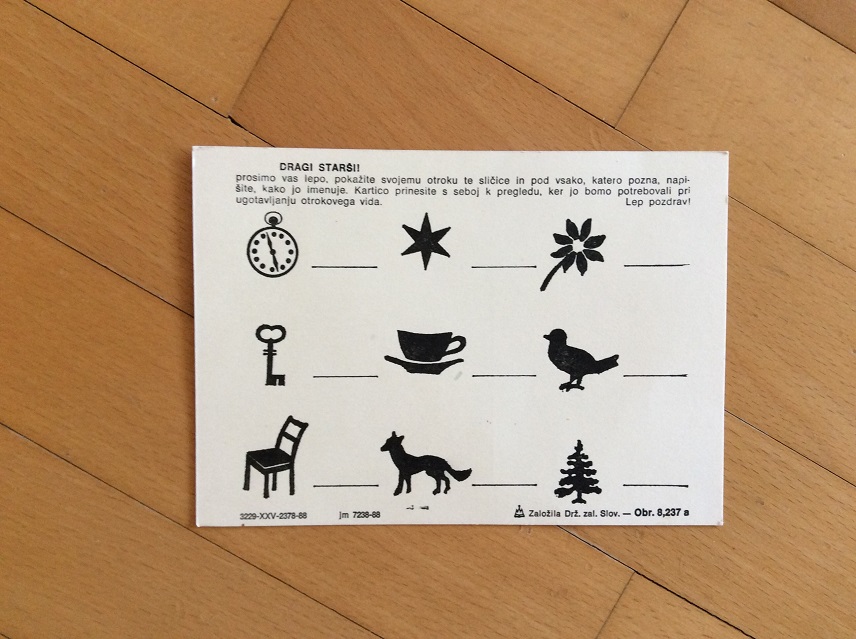 DRAGI STARŠI!
prosimo vas lepo, pokažite svojemu otroku te sličice in pod vsako, katero pozna, napi-
šite, kako jo imenuje. Kartico prinesite s seboj k pregledu, ker jo bomo potrebovali pri
ugotavljanju otrokovega vida. Lep pozdrav!
3229-XXV-2378-88 jm 7238-88 Založila Drž. zal. Slov. — Obr. 8,237 a